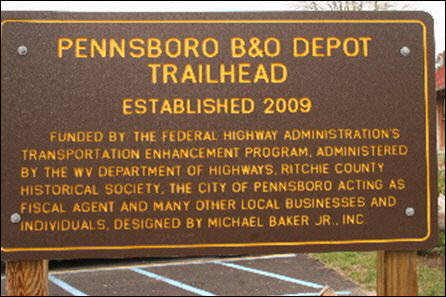 PENNSBORO B&O DEPOT
TRAILHEAD
ESTABLISHED 2009
FUNDED BY THE FEDERAL HIGHWAY ADMINISTRATION'S
TRANSPORTATION ENHANCEMENT PROGRAM, ADMINISTERED
BY THE WV DEPARTMENT OF HIGHWAYS, RITCHIE COUNTY
HISTORICAL SOCIETY, THE CITY OF PENNSBORO ACTING AS
FISCAL AGENT AND MANY OTHER LOCAL BUSINESSES AND
INDIVIDUALS, DESIGNED BY MICHAEL BAKER JR., INC.